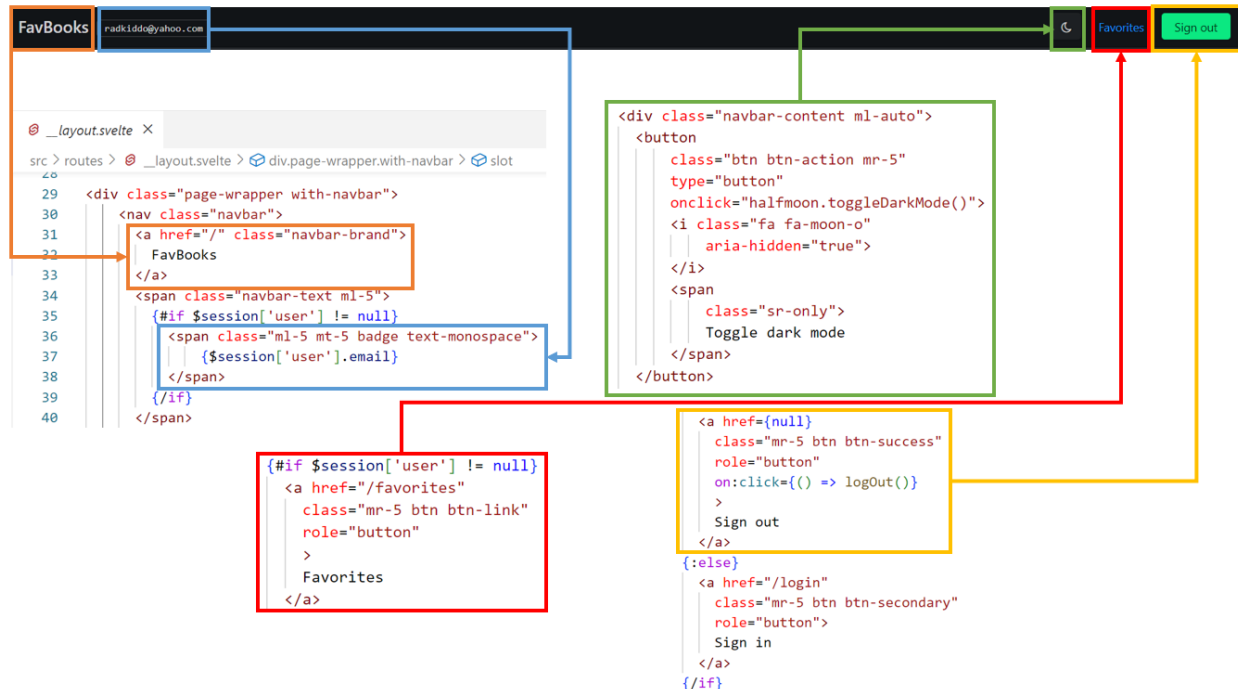 FavBooks radkiddo@yahoo.com Favorites Sign out
__layout.svelte ×
src > routes > __layout.svelte > div.page-wrapper.with-navbar > slot
28
29 <div class="page-wrapper with-navbar">
30 <nav class="navbar">
31 <a href="/" class="navbar-brand">
32 FavBooks
33 </a>
34 <span class="navbar-text ml-5">
35 {#if $session['user'] != null}
36 <span class="ml-5 mt-5 badge text-monospace">
37 {$session['user'].email}
38 </span>
39 {/if}
40 </span>
<div class="navbar-content ml-auto">
<button
class="btn btn-action mr-5"
type="button"
onclick="halfmoon.toggleDarkMode()">
<i class="fa fa-moon-o"
aria-hidden="true">
</i>
<span
class="sr-only">
Toggle dark mode
</span>
</button>
{#if $session['user'] != null}
<a href="/favorites"
class="mr-5 btn btn-link"
role="button"
>
Favorites
</a>
<a href={null}
class="mr-5 btn btn-success"
role="button"
on:click={() => logOut()}
>
Sign out
</a>
{:else}
<a href="/login"
class="mr-5 btn btn-secondary"
role="button">
Sign in
</a>
{/if}